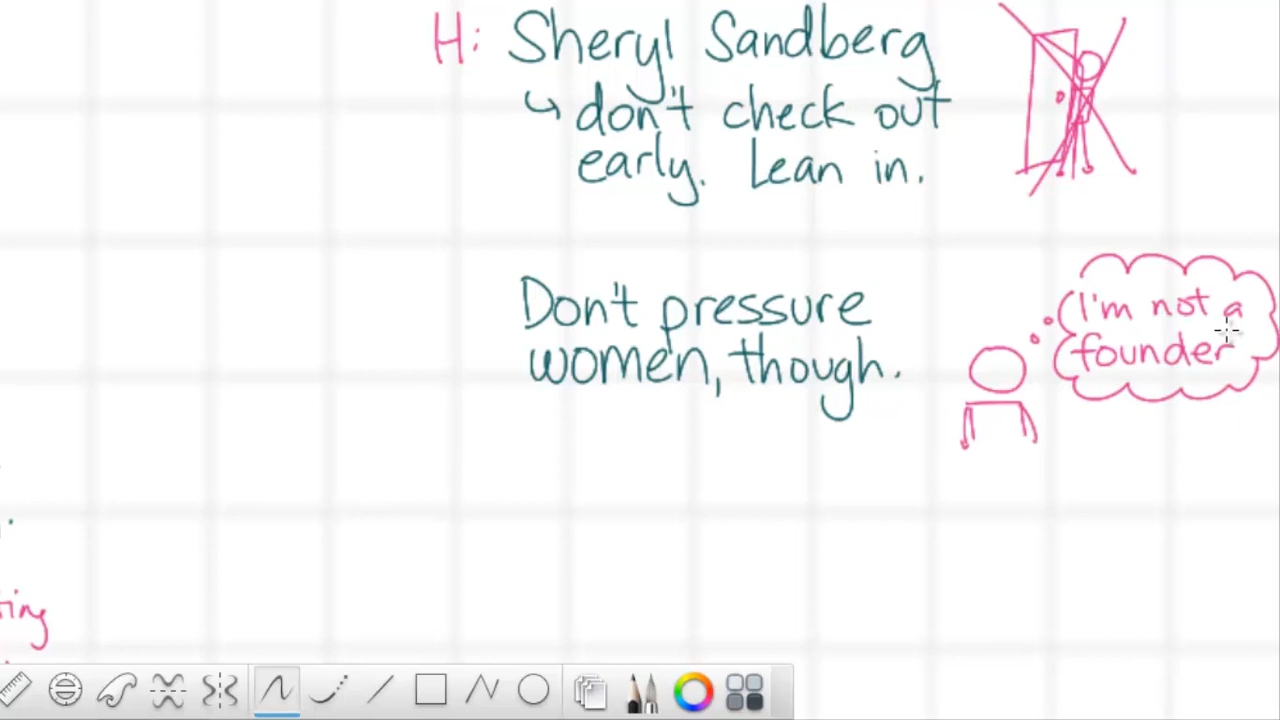 H: Sheryl Sandberg
↳ don't check out
early. Lean in.
Don't pressure
women, though.
I'm not a
founder